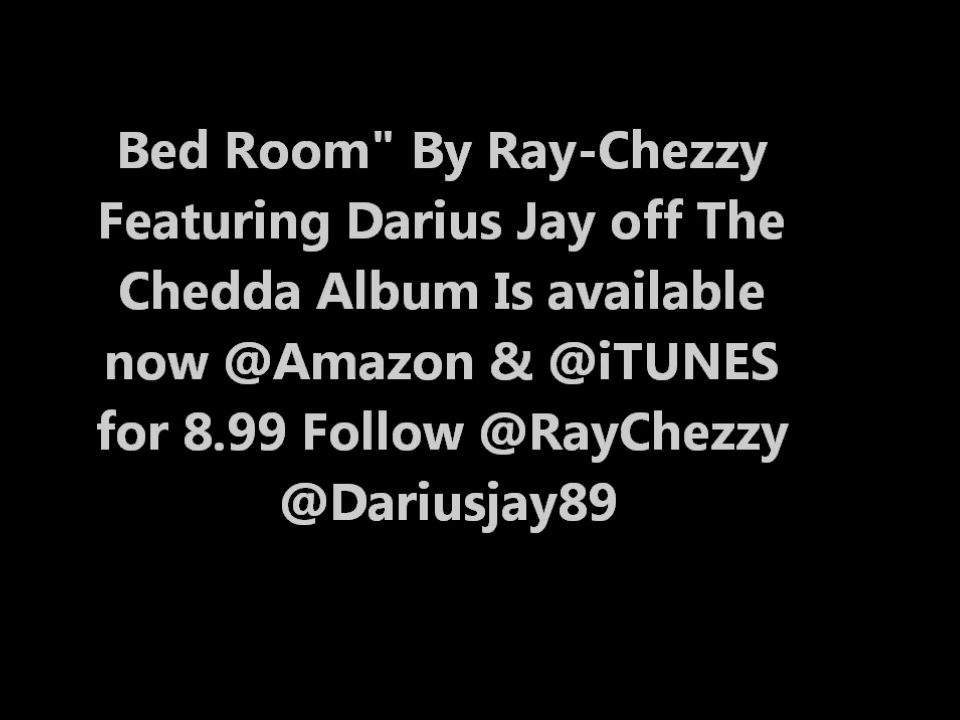 Bed Room" By Ray-Chezzy
Featuring Darius Jay off The
Chedda Album Is available
now @Amazon & @iTUNES
for 8.99 Follow @RayChezzy
@Dariusjay89